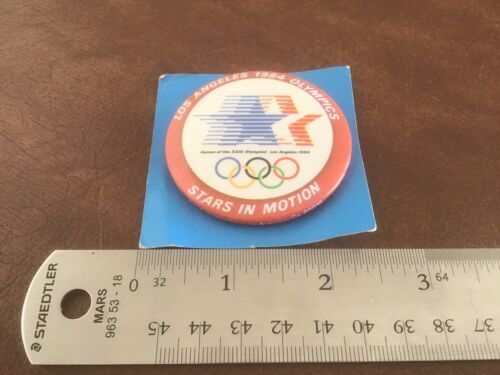 LOS ANGELES 1984 OLYMPICS
Games of the XXIII Olympiad Los Angeles 1984
STARS IN MOTION
STAEDTLER
MARS
963 53 - 18
0 32 1 2 3 64
45 44 43 42 41 40 39 38 37